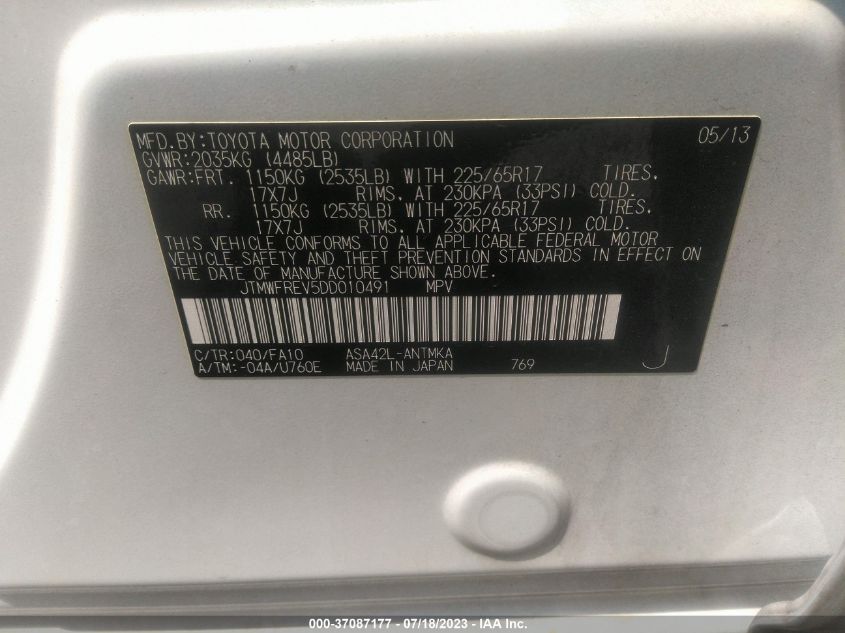 MFD.BY:TOYOTA MOTOR CORPORATION 05/13
GVWR:2035KG (4485LB)
GAWR:FRT. 1150KG (2535LB) WITH 225/65R17 TIRES,
17X7J RIMS, AT 230KPA (33PSI) COLD.
RR. 1150KG (2535LB) WITH 225/65R17 TIRES,
17X7J RIMS, AT 230KPA (33PSI) COLD.
THIS VEHICLE CONFORMS TO ALL APPLICABLE FEDERAL MOTOR
VEHICLE SAFETY AND THEFT PREVENTION STANDARDS IN EFFECT ON
THE DATE OF MANUFACTURE SHOWN ABOVE.
JTMWFREV5DD010491 MPV
C/TR:040/FA10 ASA42L-ANTMKA
A/TM:-04A/U760E MADE IN JAPAN 769 J
000-37087177 - 07/18/2023 - IAA Inc.